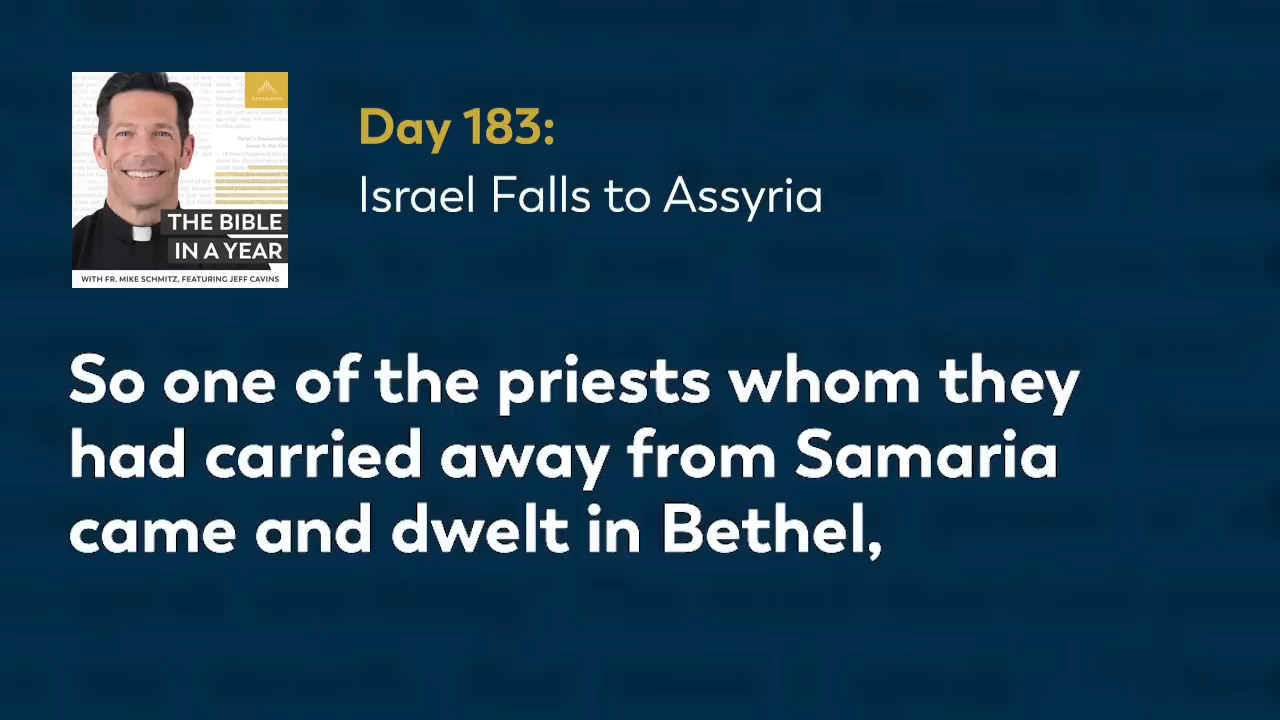 THE BIBLE
IN A YEAR
WITH FR. MIKE SCHMITZ, FEATURING JEFF CAVINS
Day 183:
Israel Falls to Assyria
So one of the priests whom they
had carried away from Samaria
came and dwelt in Bethel,